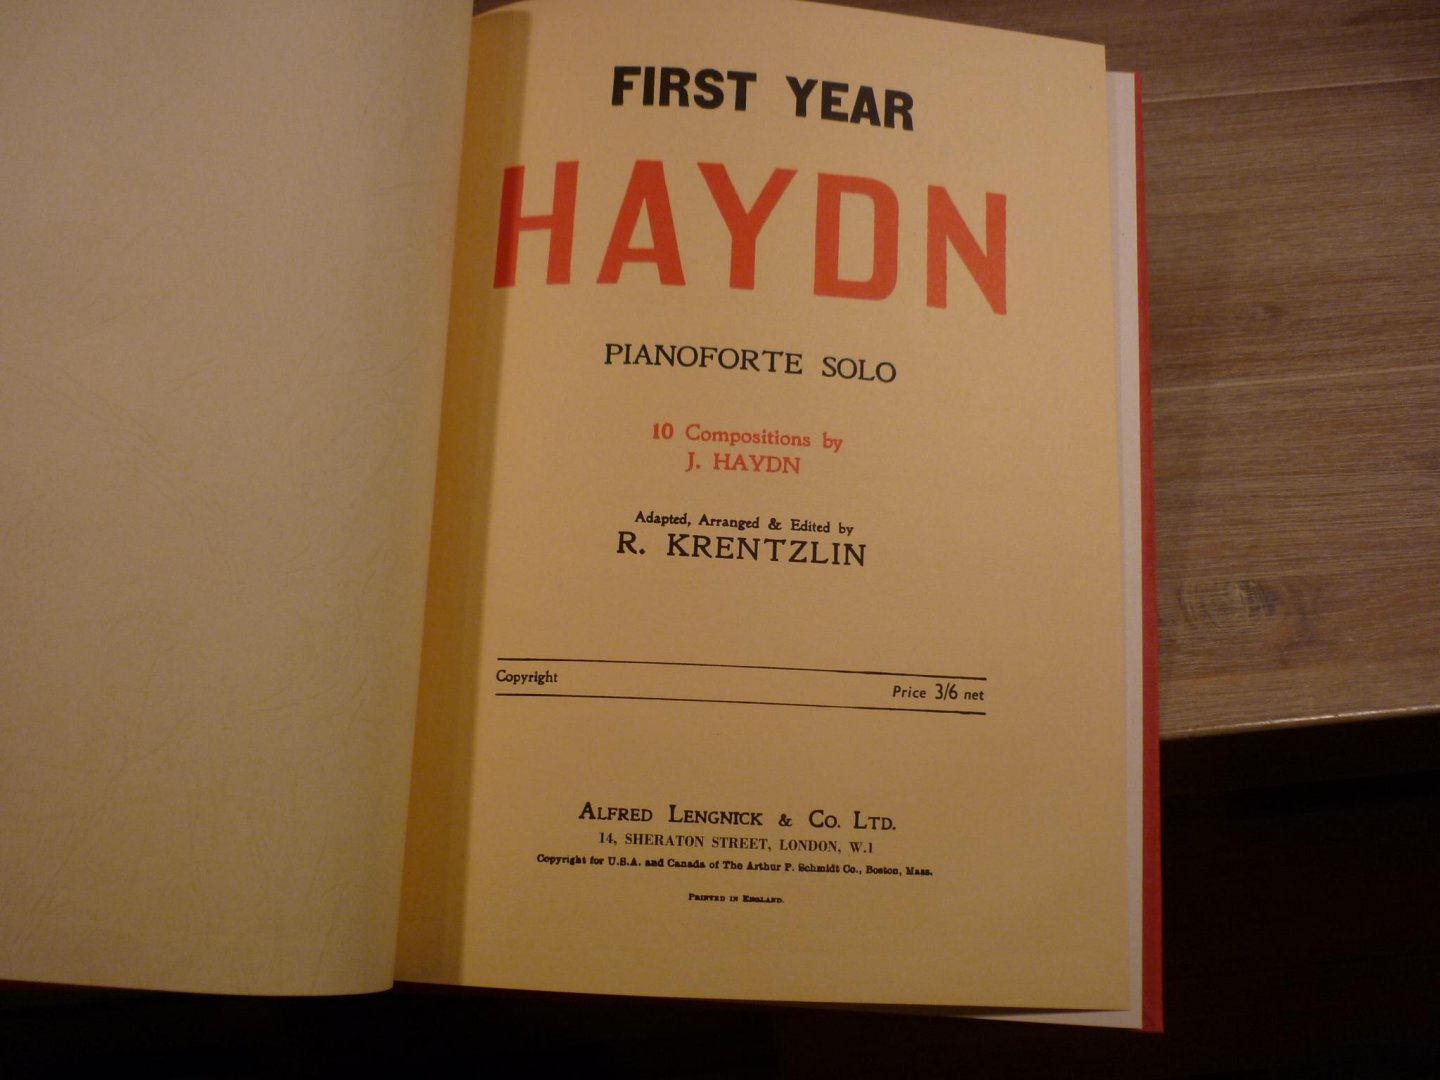 FIRST YEAR
HAYDN
PIANOFORTE SOLO
10 Compositions by
J. HAYDN
Adapted, Arranged & Edited by
R. KRENTZLIN
Copyright
Price 3/6 net
ALFRED LENGNICK & CO. LTD.
14, SHERATON STREET, LONDON, W.1
Copyright for U.S.A. and Canada of The Arthur P. Schmidt Co., Boston, Mass.
PRINTED IN ENGLAND.